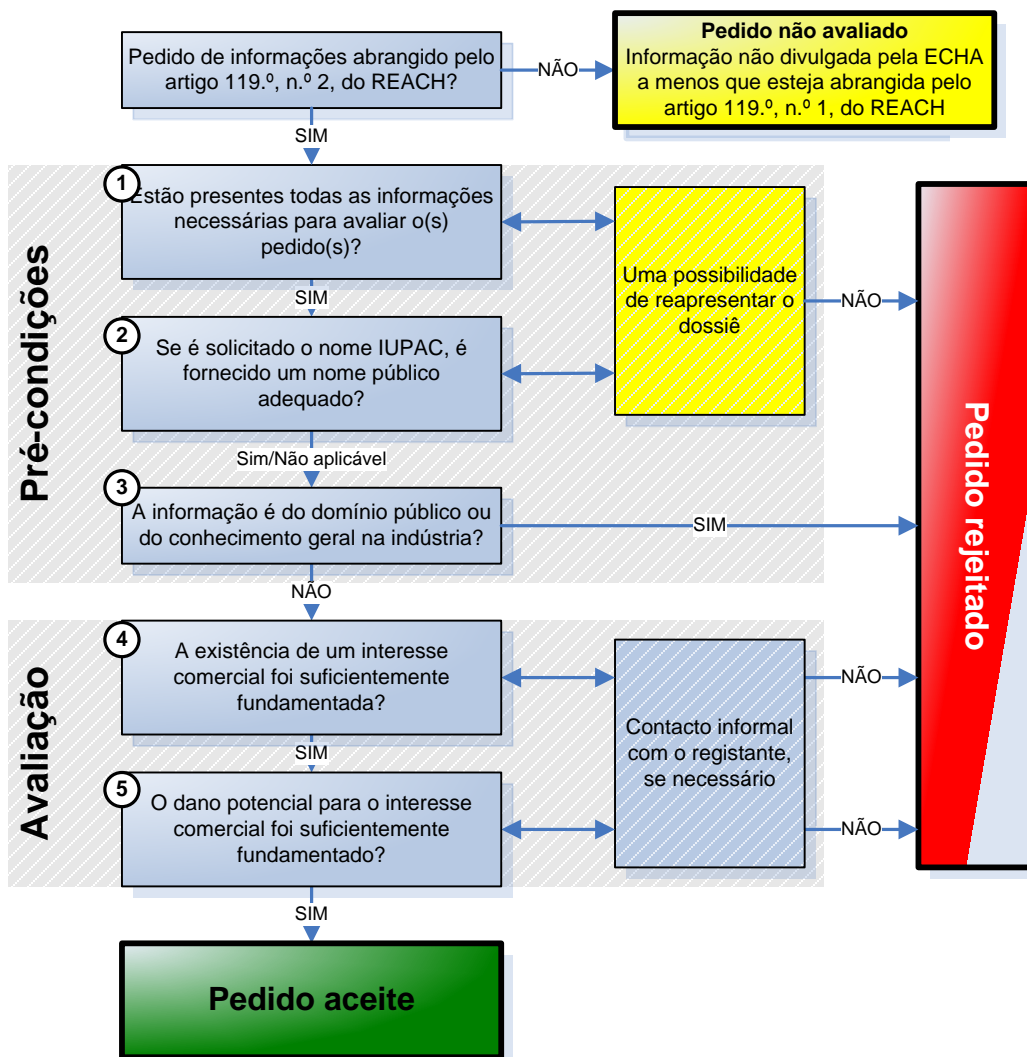 Pedido de informações abrangido pelo
artigo 119.º, n.º 2, do REACH?
NÃO
Pedido não avaliado
Informação não divulgada pela ECHA
a menos que esteja abrangida pelo
artigo 119.º, n.º 1, do REACH
SIM
Pré-condições
1
Estão presentes todas as informações
necessárias para avaliar o(s)
pedido(s)?
SIM
2
Se é solicitado o nome IUPAC, é
fornecido um nome público
adequado?
Uma possibilidade
de reapresentar o
dossiê
NÃO
Sim/Não aplicável
3
A informação é do domínio público ou
do conhecimento geral na indústria?
SIM
NÃO
Pedido rejeitado
Avaliação
4
A existência de um interesse
comercial foi suficientemente
fundamentada?
NÃO
SIM
Contacto informal
com o registante,
se necessário
5
O dano potencial para o interesse
comercial foi suficientemente
fundamentado?
NÃO
SIM
Pedido aceite